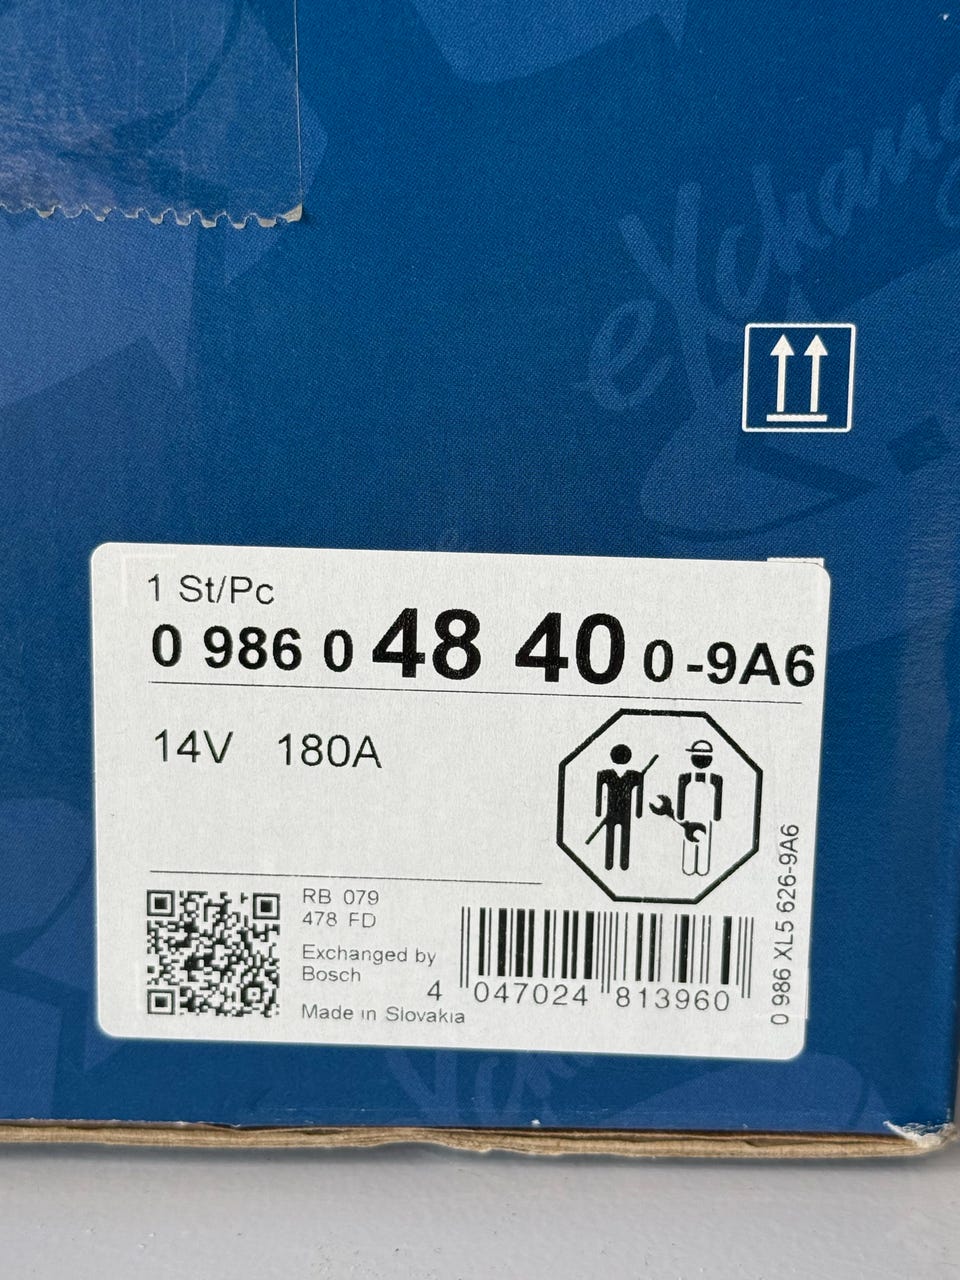 eXchang
1 St/Pc
0 986 0 48 40 0 -9A6
14V 180A
RB 079
478 FD
Exchanged by
Bosch
Made in Slovakia
4 047024 813960
0 986 XL5 626-9A6